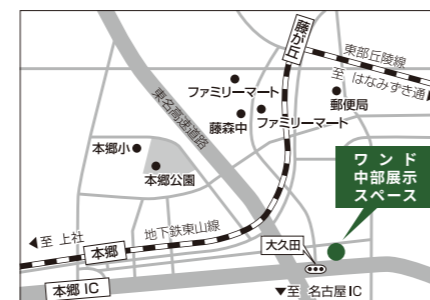 藤が丘
東部丘陵線
至 はなみずき通
ファミリーマート
郵便局
藤森中
ファミリーマート
東名高速道路
本郷小
本郷公園
ワンド
中部展示
スペース
至 上社
地下鉄東山線
本郷
大久田
本郷 IC
至 名古屋IC